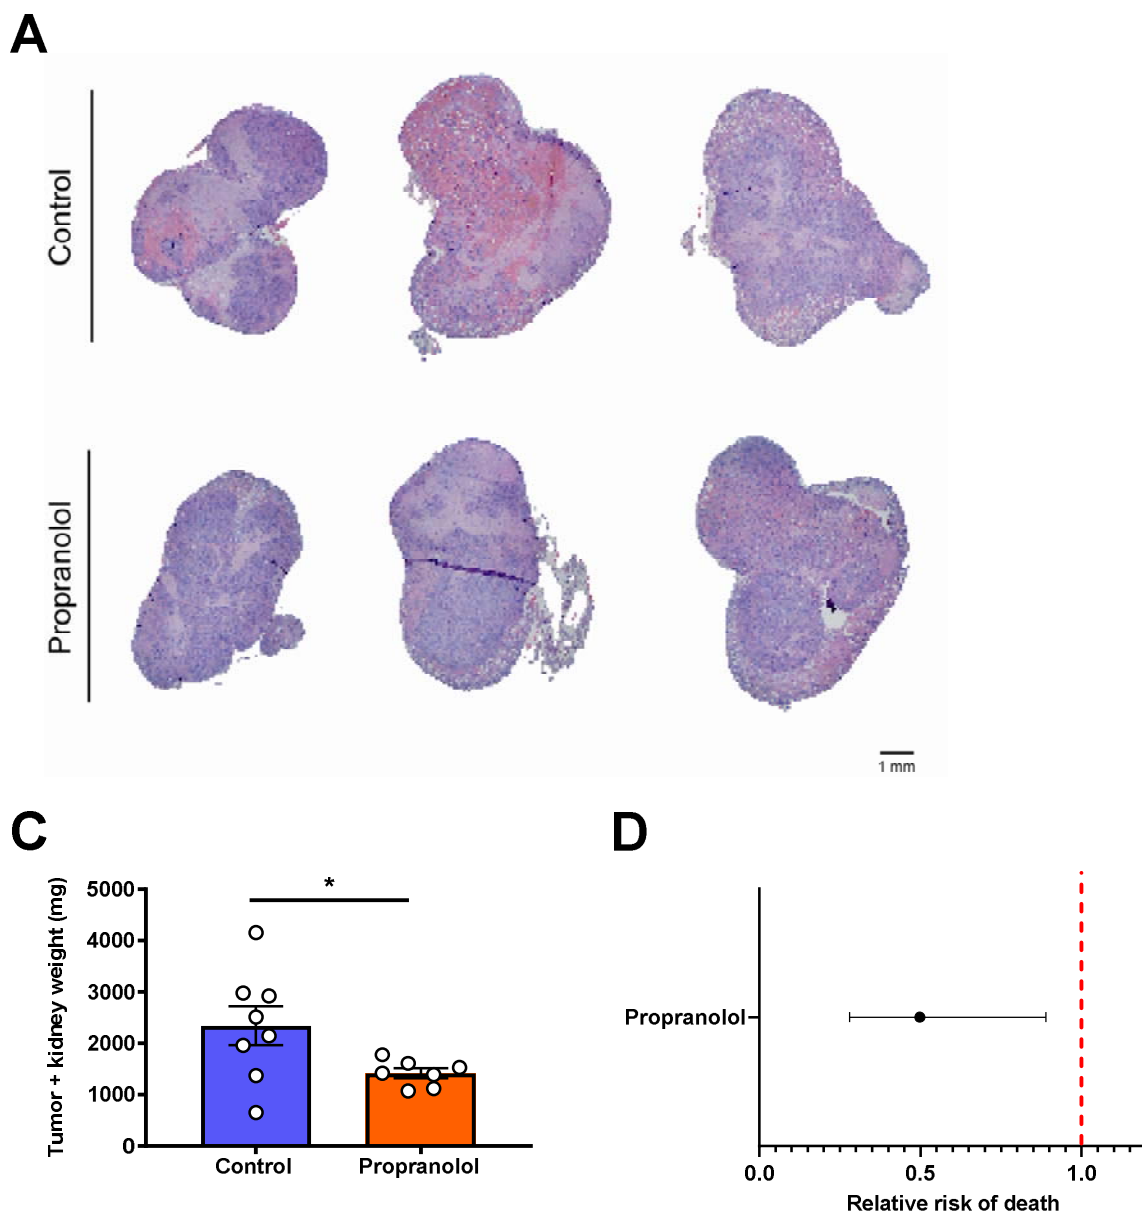 A
Control
Propranolol
1 mm
C
Tumor + kidney weight (mg)
5000
4000
3000
2000
1000
0
*
Control
Propranolol
D
Propranolol
0.0
0.5
1.0
Relative risk of death